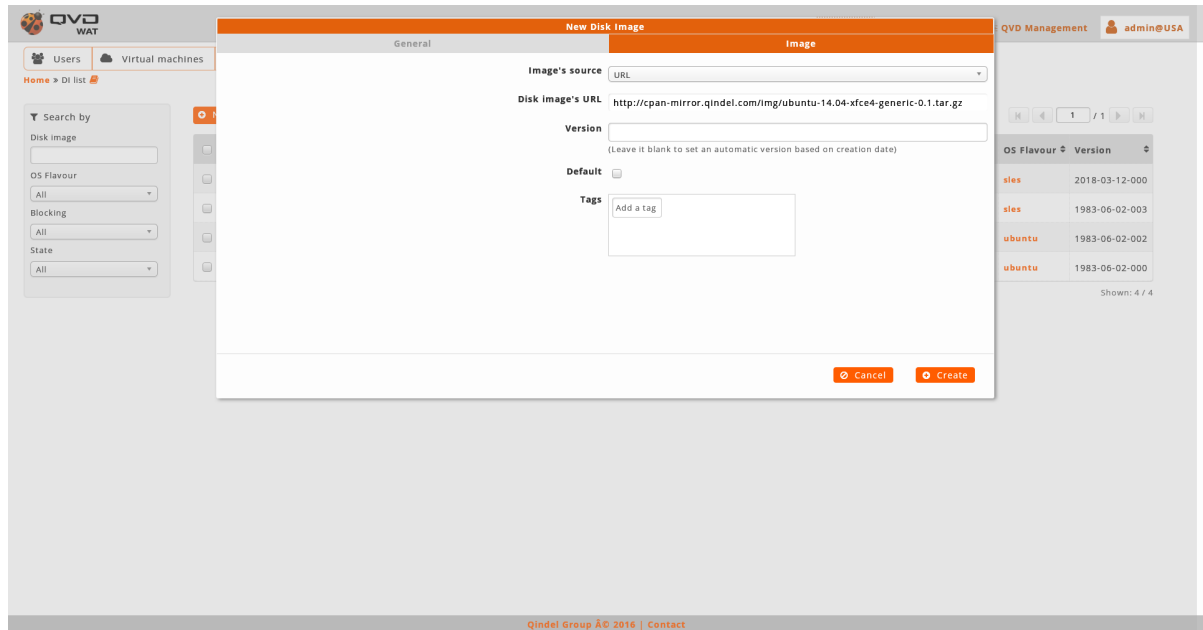 QVD
WAT
New Disk Image
QVD Management
admin@USA
General
Image
Users
Virtual machines
Home » DI list
Image's source
URL
Disk image's URL
http://cpan-mirror.qindel.com/img/ubuntu-14.04-xfce4-generic-0.1.tar.gz
Version
(Leave it blank to set an automatic version based on creation date)
Default
Tags
Add a tag
Cancel
Create
Search by
Disk image
OS Flavour
All
Blocking
All
State
All
N
1 / 1
OS Flavour Version
sles 2018-03-12-000
sles 1983-06-02-003
ubuntu 1983-06-02-002
ubuntu 1983-06-02-000
Shown: 4 / 4
Qindel Group Â© 2016 | Contact